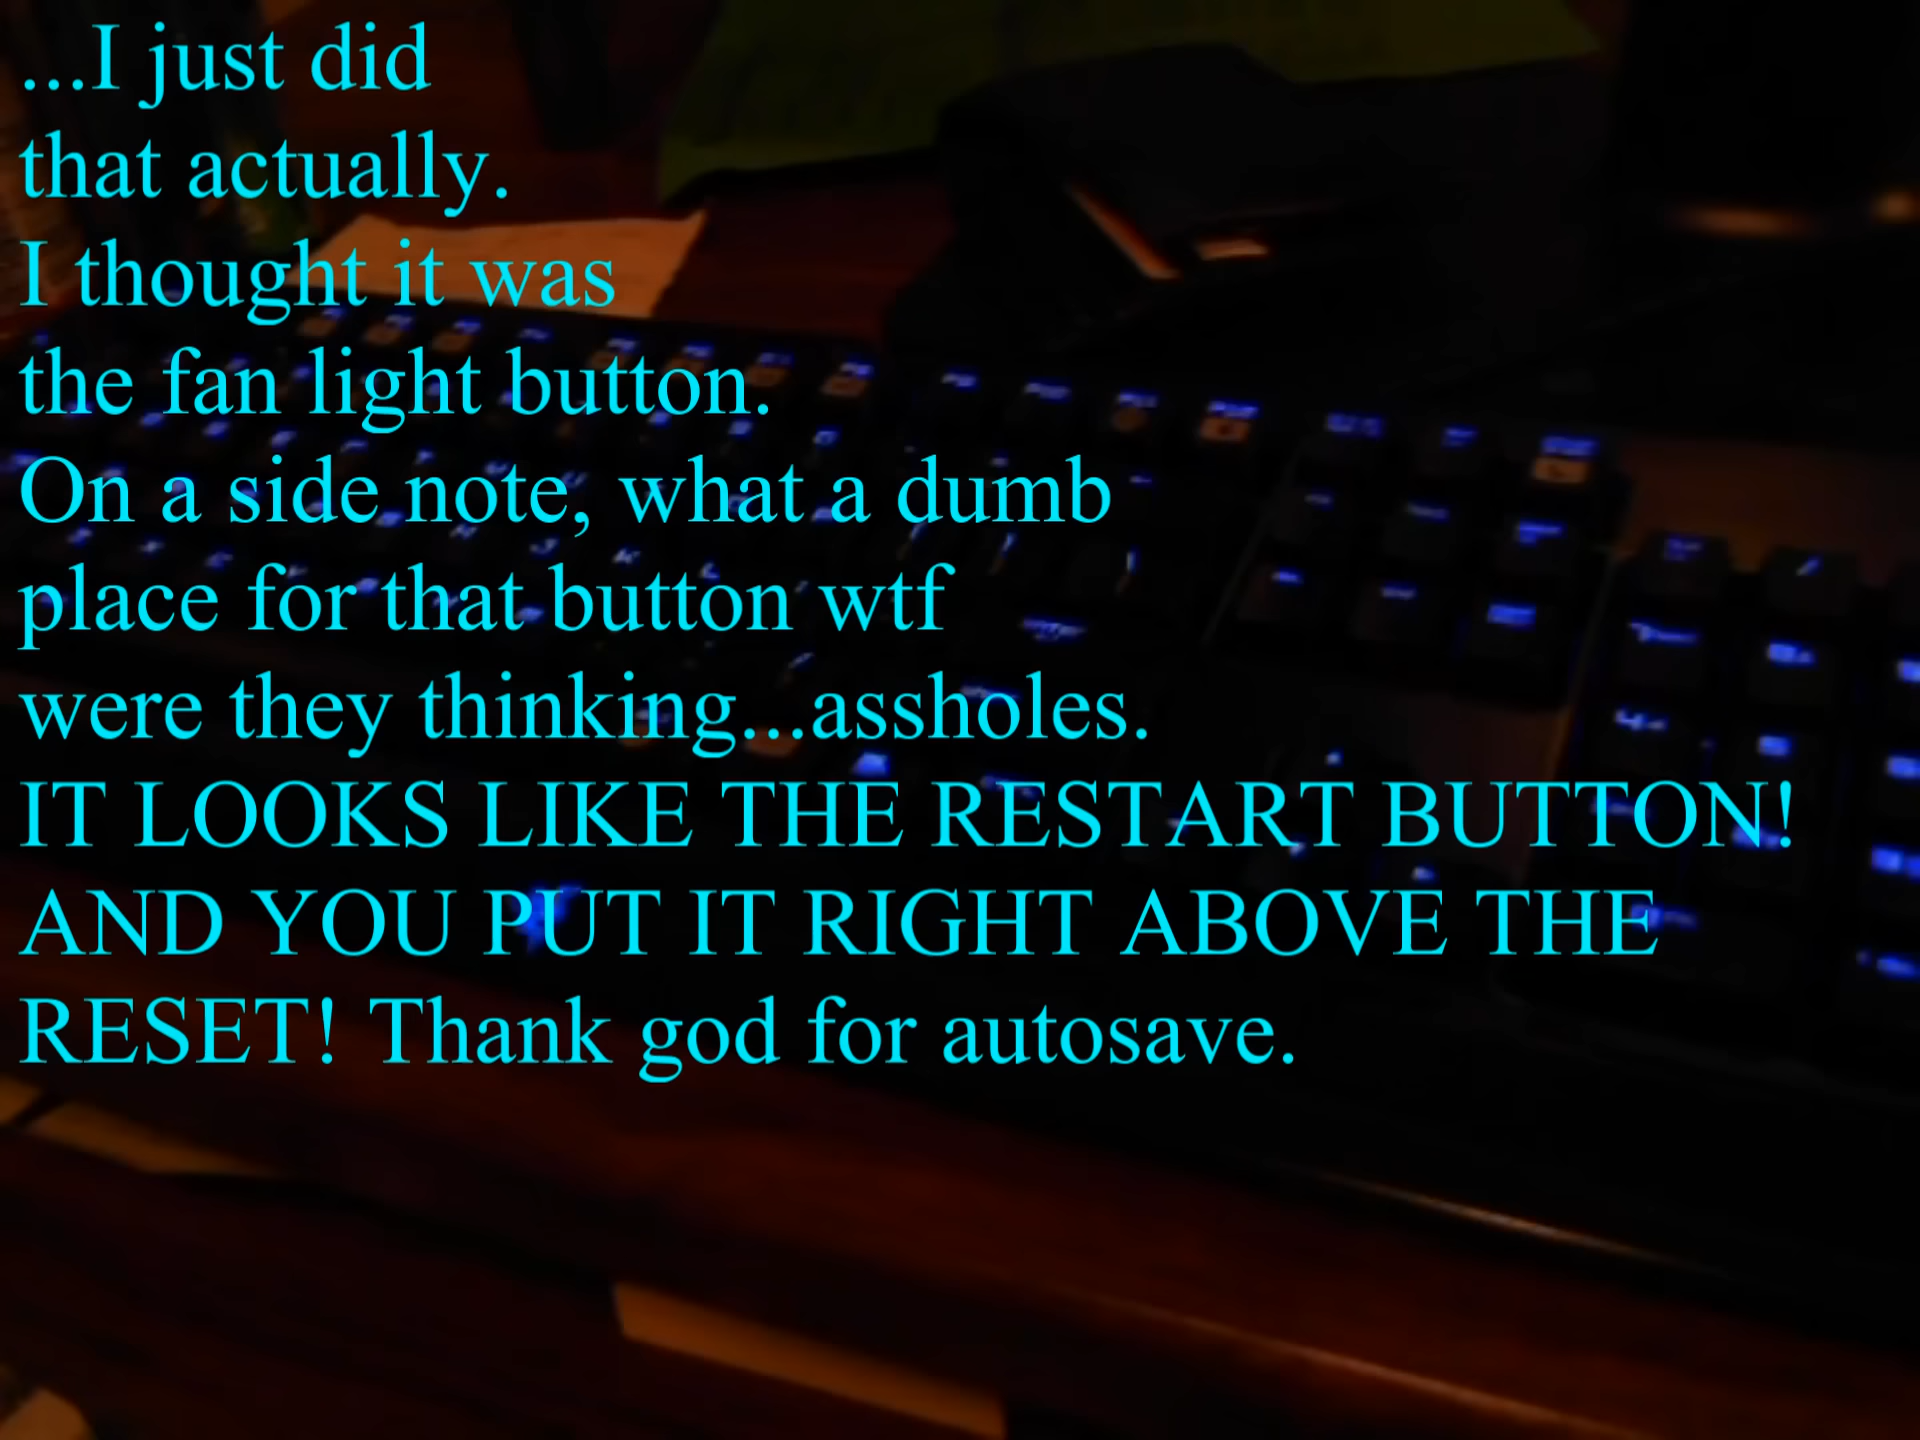 ...I just did
that actually.
I thought it was
the fan light button.
On a side note, what a dumb
place for that button wtf
were they thinking...assholes.
IT LOOKS LIKE THE RESTART BUTTON!
AND YOU PUT IT RIGHT ABOVE THE
RESET! Thank god for autosave.